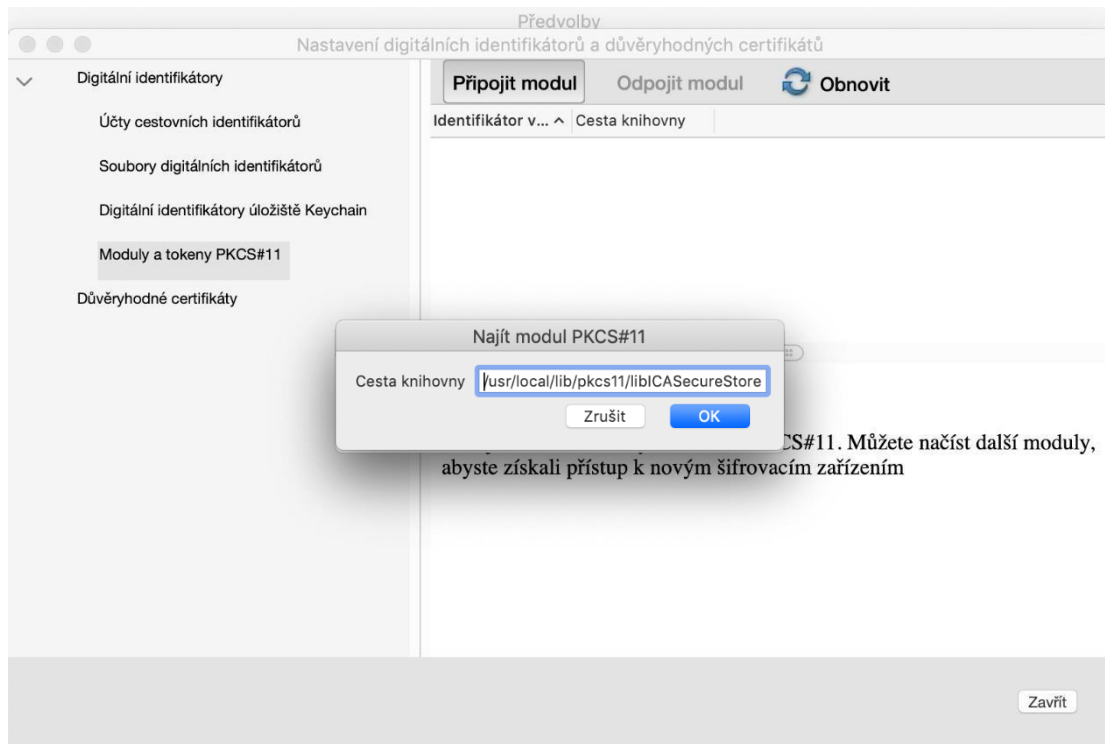 Předvolby
Nastavení digitálních identifikátorů a důvěryhodných certifikátů
Digitální identifikátory
Účty cestovních identifikátorů
Soubory digitálních identifikátorů
Digitální identifikátory úložiště Keychain
Moduly a tokeny PKCS#11
Důvěryhodné certifikáty
Připojit modul Odpojit modul Obnovit
Identifikátor v... Cesta knihovny
Najít modul PKCS#11
Cesta knihovny /usr/local/lib/pkcs11/libICASecureStore
Zrušit OK
CS#11. Můžete načíst další moduly,
abyste získali přístup k novým šifrovacím zařízením
Zavřít